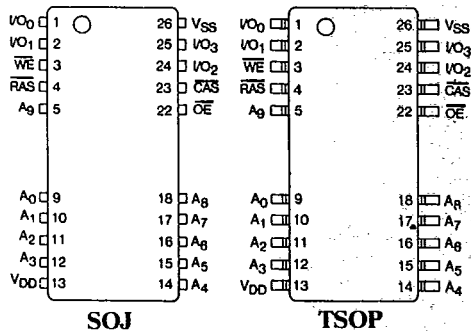 I/O0 1 26 VSS I/O0 1 26 VSS
I/O1 2 25 I/O3 I/O1 2 25 I/O3
WE 3 24 I/O2 WE 3 24 I/O2
RAS 4 23 CAS RAS 4 23 CAS
A9 5 22 OE A9 5 22 OE
A0 9 18 A8 A0 9 18 A8
A1 10 17 A7 A1 10 17 A7
A2 11 16 A6 A2 11 16 A6
A3 12 15 A5 A3 12 15 A5
VDD 13 14 A4 VDD 13 14 A4
SOJ TSOP